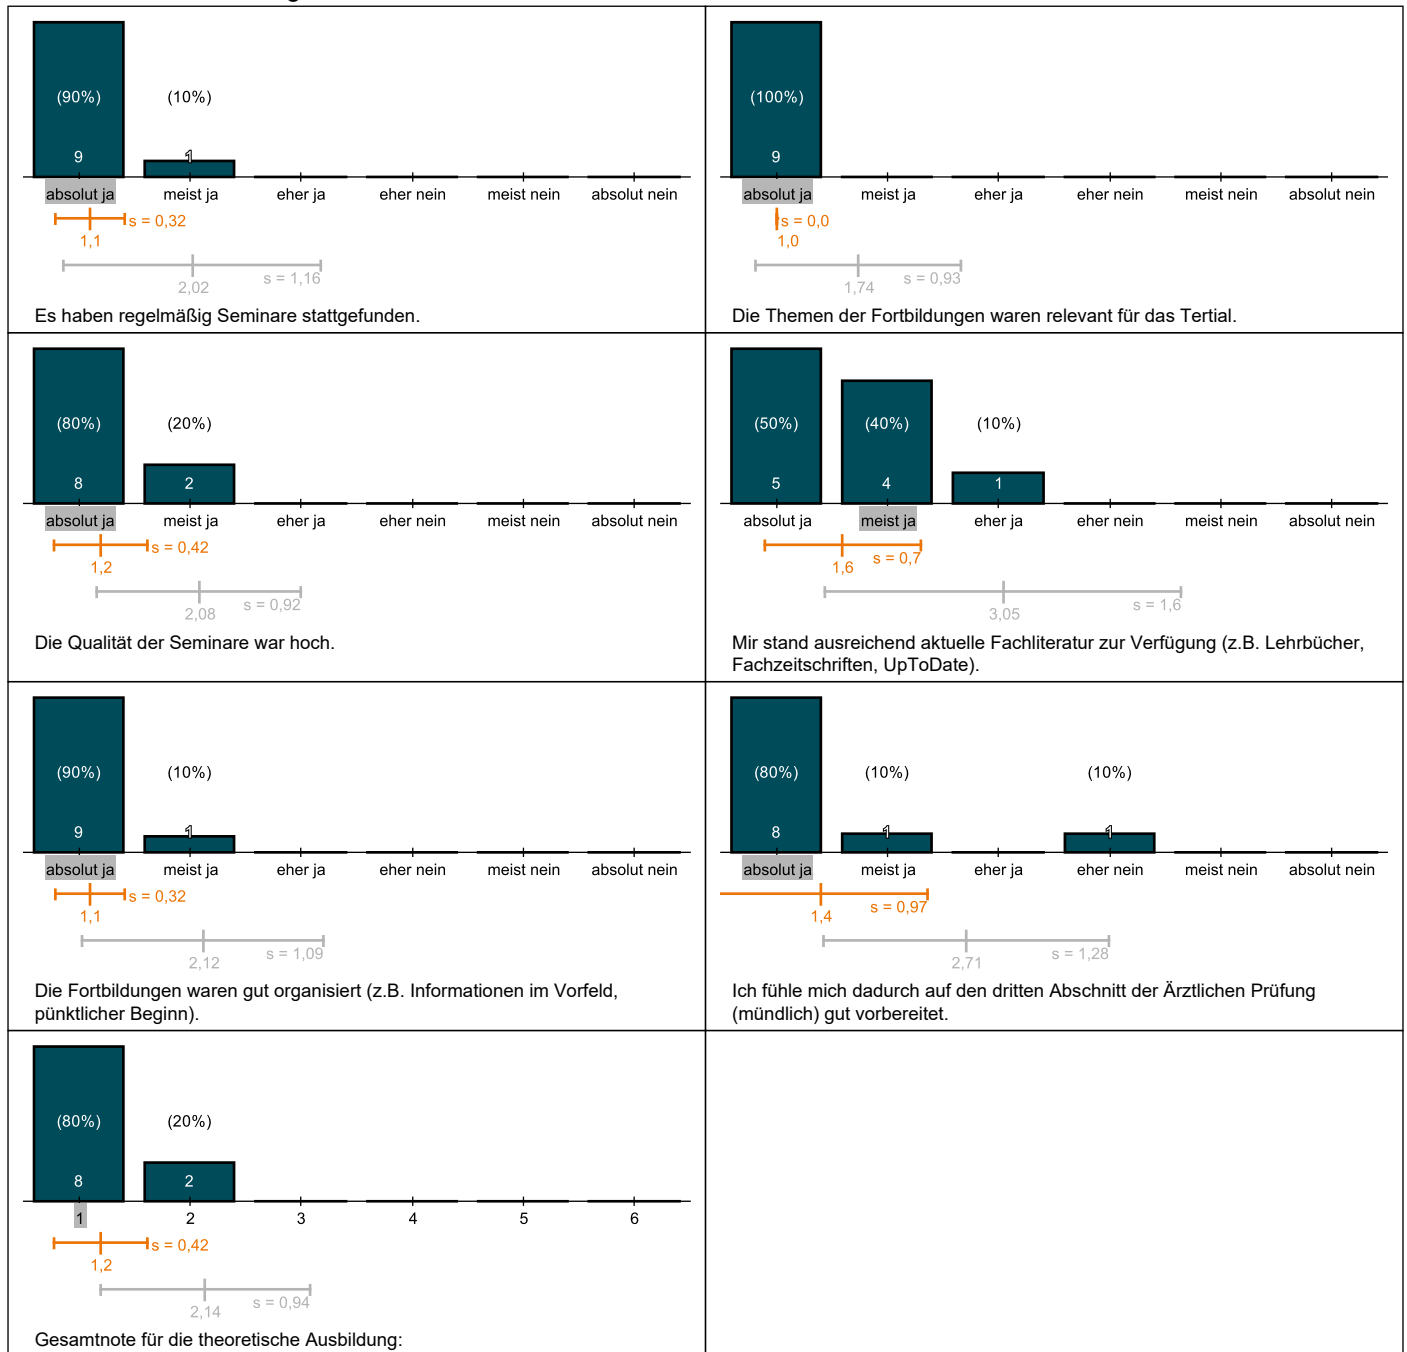 (90%)
(10%)
9
1
absolut ja
meist ja
eher ja
eher nein
meist nein
absolut nein
s = 0,32
1,1
s = 1,16
2,02
Es haben regelmäßig Seminare stattgefunden.
(100%)
9
absolut ja
meist ja
eher ja
eher nein
meist nein
absolut nein
s = 0,0
1,0
s = 0,93
1,74
Die Themen der Fortbildungen waren relevant für das Tertial.
(80%)
(20%)
8
2
absolut ja
meist ja
eher ja
eher nein
meist nein
absolut nein
s = 0,42
1,2
s = 0,92
2,08
Die Qualität der Seminare war hoch.
(50%)
(40%)
(10%)
5
4
1
absolut ja
meist ja
eher ja
eher nein
meist nein
absolut nein
s = 0,7
1,6
s = 1,6
3,05
Mir stand ausreichend aktuelle Fachliteratur zur Verfügung (z.B. Lehrbücher,
Fachzeitschriften, UpToDate).
(90%)
(10%)
9
1
absolut ja
meist ja
eher ja
eher nein
meist nein
absolut nein
s = 0,32
1,1
s = 1,09
2,12
Die Fortbildungen waren gut organisiert (z.B. Informationen im Vorfeld,
pünktlicher Beginn).
(80%)
(10%)
(10%)
8
1
1
absolut ja
meist ja
eher ja
eher nein
meist nein
absolut nein
s = 0,97
1,4
s = 1,28
2,71
Ich fühle mich dadurch auf den dritten Abschnitt der Ärztlichen Prüfung
(mündlich) gut vorbereitet.
(80%)
(20%)
8
2
1
2
3
4
5
6
s = 0,42
1,2
s = 0,94
2,14
Gesamtnote für die theoretische Ausbildung: